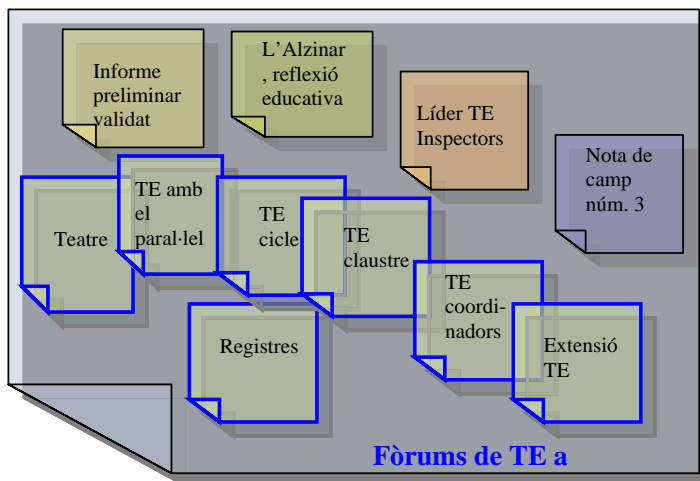 Informe
preliminar
validat
L'Alzinar
, reflexió
educativa
Líder TE
Inspectors
Nota de
camp
núm. 3
Teatre
TE amb
el
paral·lel
TE
cicle
TE
claustre
TE
coordi-
nadors
Extensió
TE
Registres
Fòrums de TE a